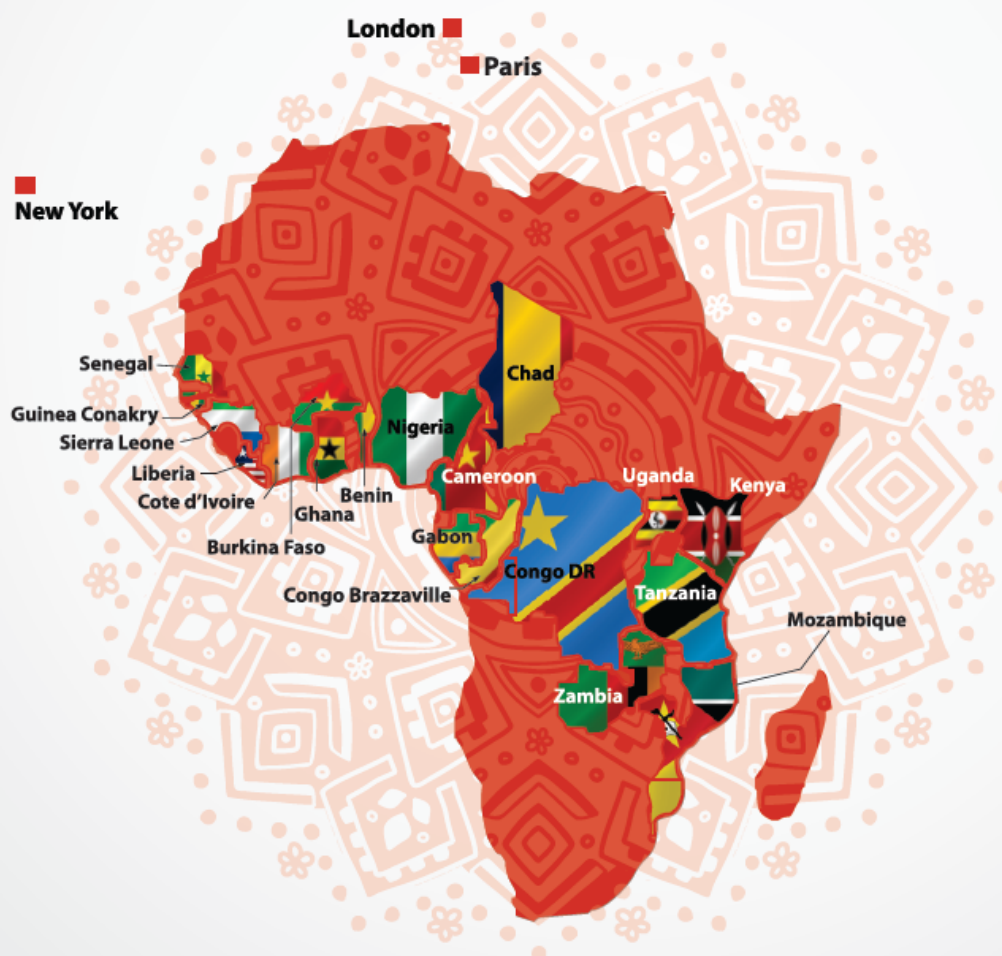 London
Paris
New York
Chad
Senegal
Guinea Conakry
Nigeria
Sierra Leone
Liberia
Cameroon
Uganda
Kenya
Cote d'Ivoire
Benin
Ghana
Gabon
Burkina Faso
Congo DR
Congo Brazzaville
Tanzania
Mozambique
Zambia